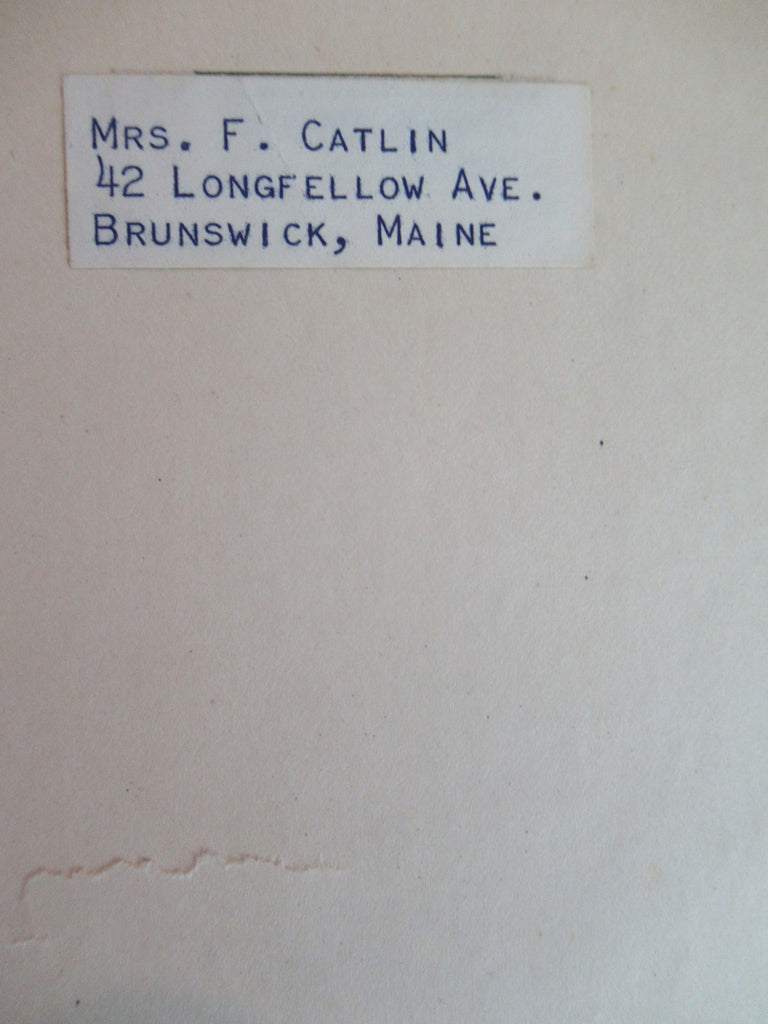 Mrs. F. Catlin
42 Longfellow Ave.
Brunswick, Maine